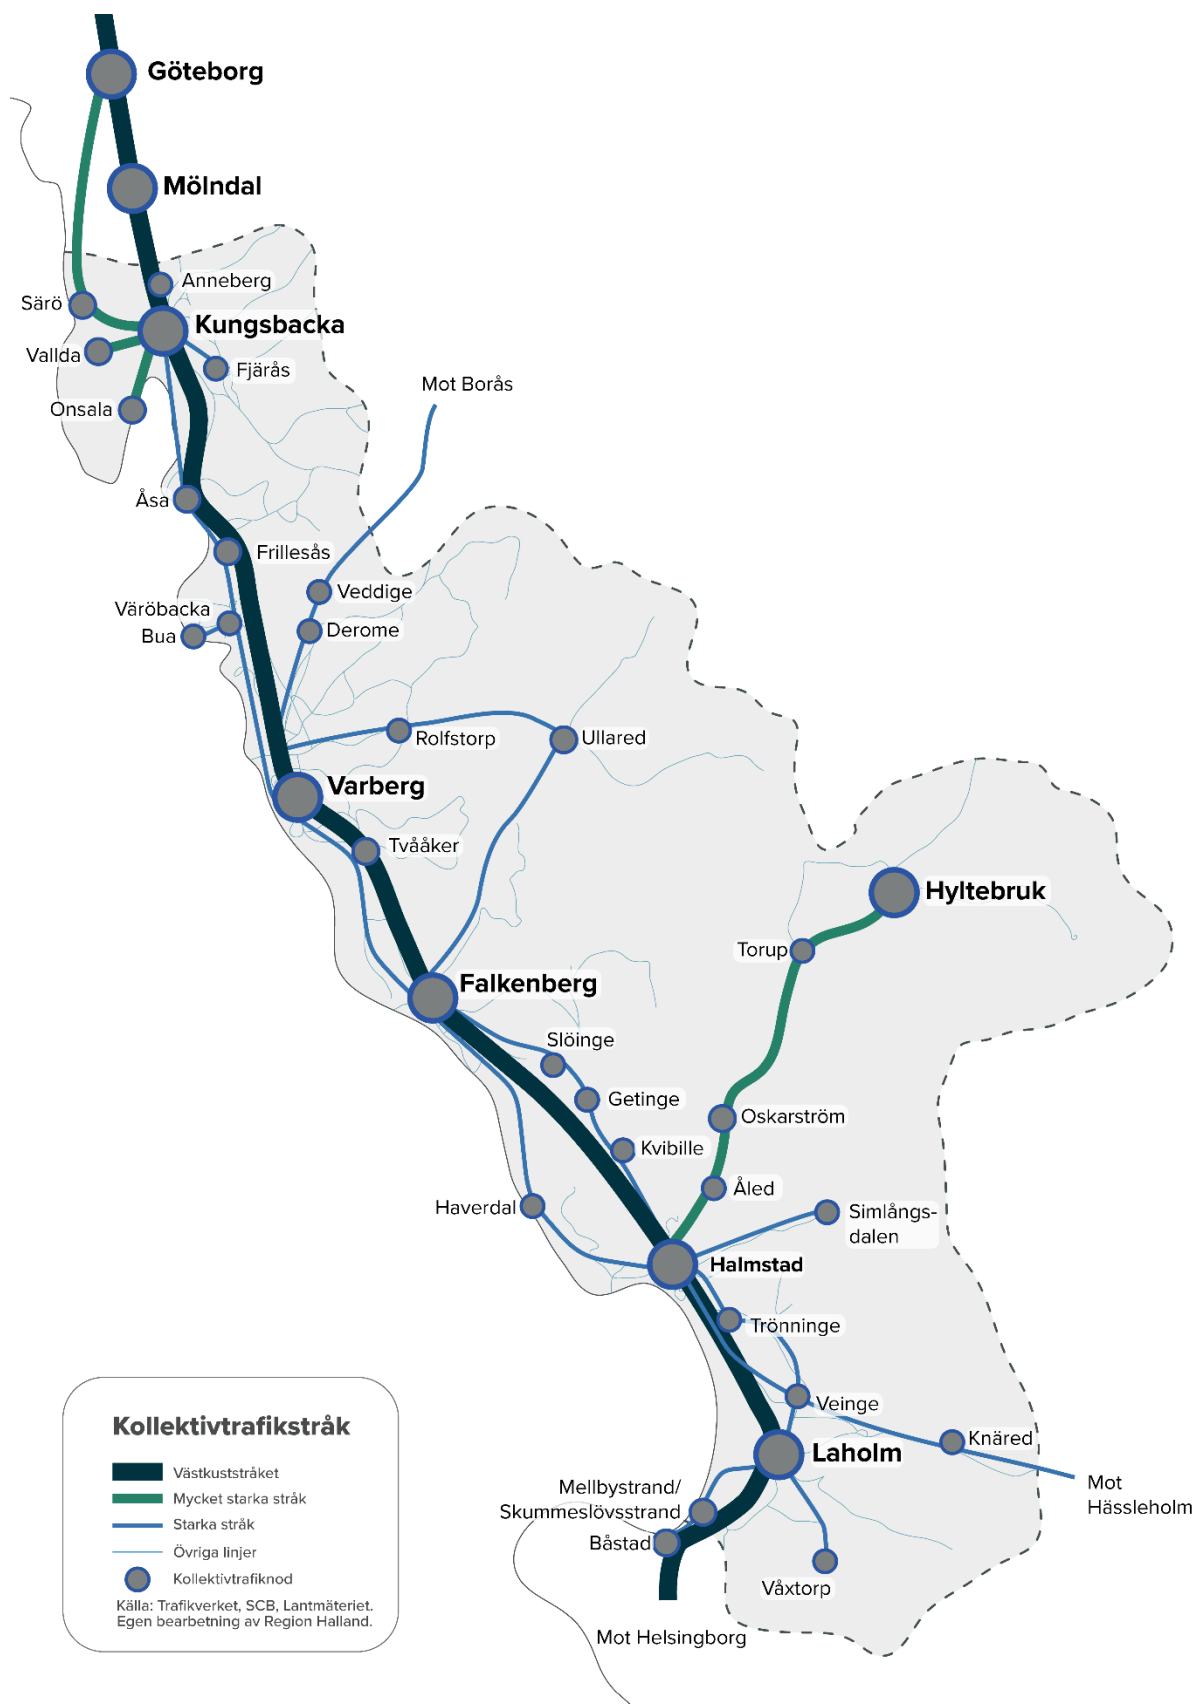 Göteborg
Mölndal
Anneberg
Särö
Kungsbacka
Vallda
Fjärås
Mot Borås
Onsala
Åsa
Frillesås
Veddige
Väröbacka
Derome
Bua
Rolfstorp
Ullared
Varberg
Tvååker
Hyltebruk
Torup
Falkenberg
Slöinge
Getinge
Oskarström
Kvibille
Åled
Haverdal
Simlångs-
dalen
Halmstad
Trönninge
Veinge
Knäred
Laholm
Mot
Hässleholm
Mellbystrand/
Skummeslövsstrand
Båstad
Våxtorp
Mot Helsingborg
Kollektivtrafikstråk
Västkuststråket
Mycket starka stråk
Starka stråk
Övriga linjer
Kollektivtrafiknod
Källa: Trafikverket, SCB, Lantmäteriet.
Egen bearbetning av Region Halland.